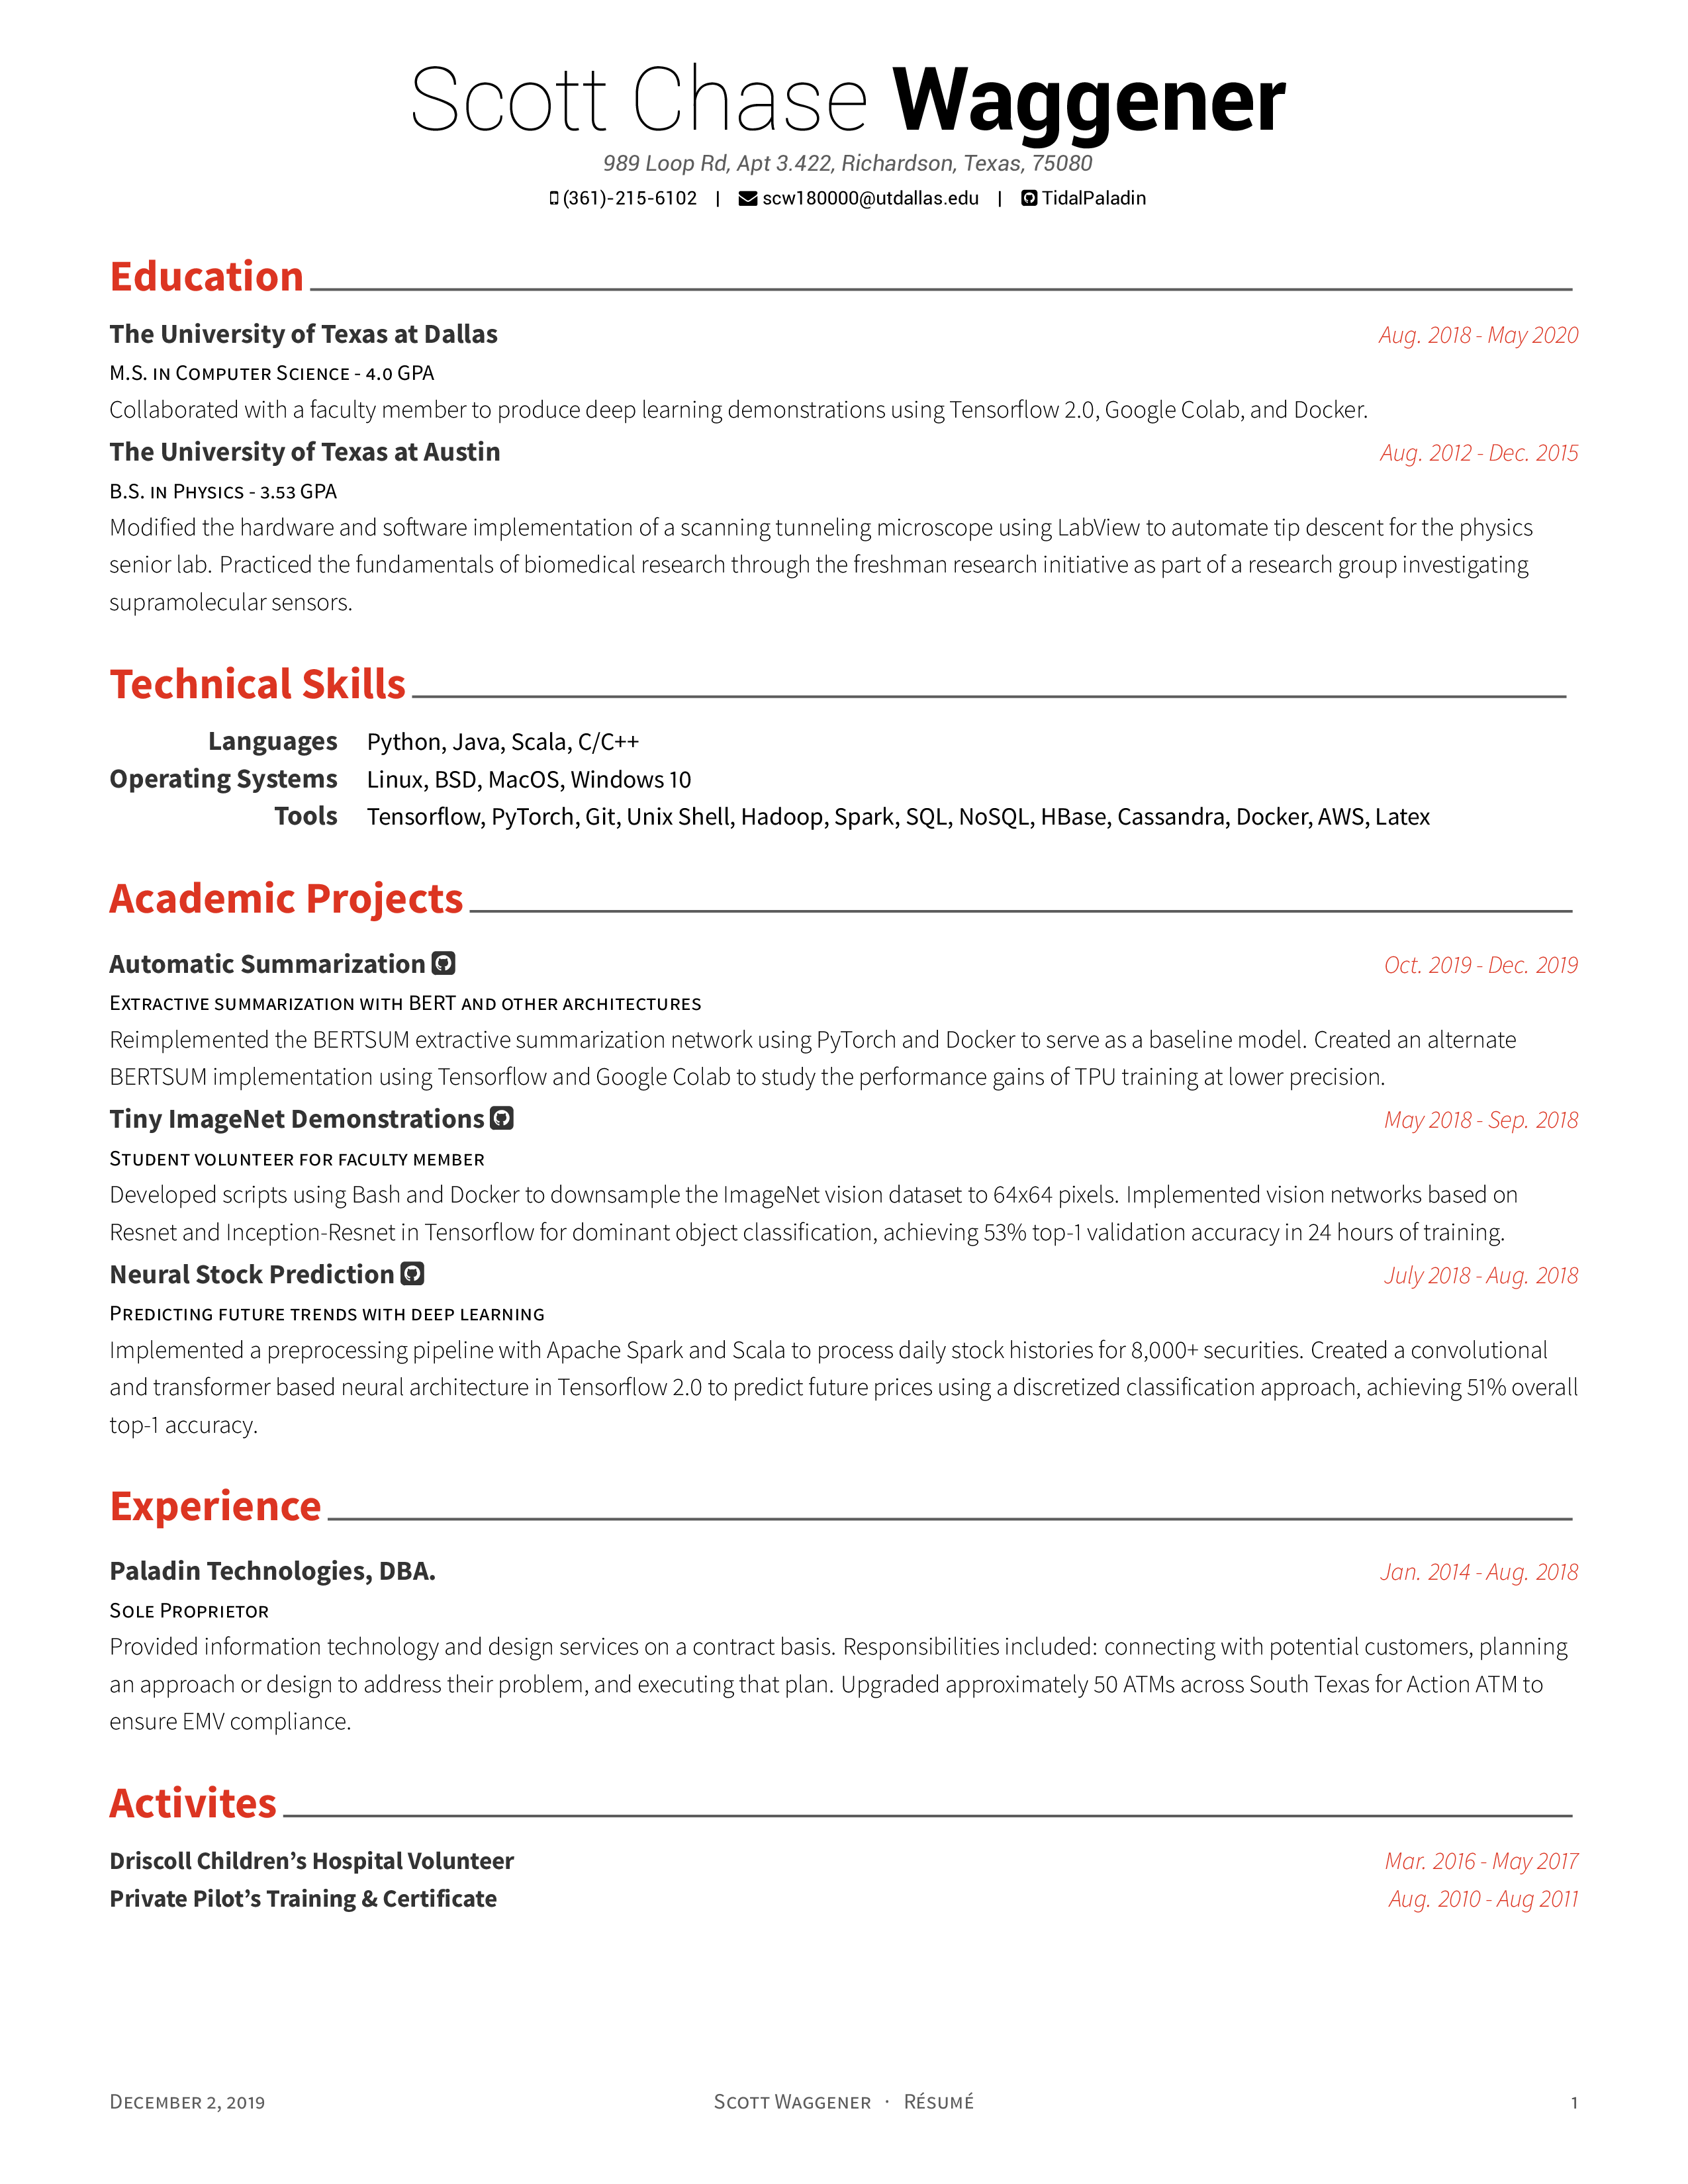 Scott Chase Waggener
989 Loop Rd, Apt 3.422, Richardson, Texas, 75080
(361)-215-6102 | scw180000@utdallas.edu | TidalPaladin
Education
The University of Texas at Dallas Aug. 2018 - May 2020
M.S. in Computer Science - 4.0 GPA
Collaborated with a faculty member to produce deep learning demonstrations using Tensorflow 2.0, Google Colab, and Docker.
The University of Texas at Austin Aug. 2012 - Dec. 2015
B.S. in Physics - 3.53 GPA
Modified the hardware and software implementation of a scanning tunneling microscope using LabView to automate tip descent for the physics
senior lab. Practiced the fundamentals of biomedical research through the freshman research initiative as part of a research group investigating
supramolecular sensors.
Technical Skills
Languages Python, Java, Scala, C/C++
Operating Systems Linux, BSD, MacOS, Windows 10
Tools Tensorflow, PyTorch, Git, Unix Shell, Hadoop, Spark, SQL, NoSQL, HBase, Cassandra, Docker, AWS, Latex
Academic Projects
Automatic Summarization Oct. 2019 - Dec. 2019
Extractive summarization with BERT and other architectures
Reimplemented the BERTSUM extractive summarization network using PyTorch and Docker to serve as a baseline model. Created an alternate
BERTSUM implementation using Tensorflow and Google Colab to study the performance gains of TPU training at lower precision.
Tiny ImageNet Demonstrations May 2018 - Sep. 2018
Student volunteer for faculty member
Developed scripts using Bash and Docker to downsample the ImageNet vision dataset to 64x64 pixels. Implemented vision networks based on
Resnet and Inception-Resnet in Tensorflow for dominant object classification, achieving 53% top-1 validation accuracy in 24 hours of training.
Neural Stock Prediction July 2018 - Aug. 2018
Predicting future trends with deep learning
Implemented a preprocessing pipeline with Apache Spark and Scala to process daily stock histories for 8,000+ securities. Created a convolutional
and transformer based neural architecture in Tensorflow 2.0 to predict future prices using a discretized classification approach, achieving 51% overall
top-1 accuracy.
Experience
Paladin Technologies, DBA. Jan. 2014 - Aug. 2018
Sole Proprietor
Provided information technology and design services on a contract basis. Responsibilities included: connecting with potential customers, planning
an approach or design to address their problem, and executing that plan. Upgraded approximately 50 ATMs across South Texas for Action ATM to
ensure EMV compliance.
Activites
Driscoll Children's Hospital Volunteer Mar. 2016 - May 2017
Private Pilot's Training & Certificate Aug. 2010 - Aug 2011
December 2, 2019 Scott Waggener · Résumé 1